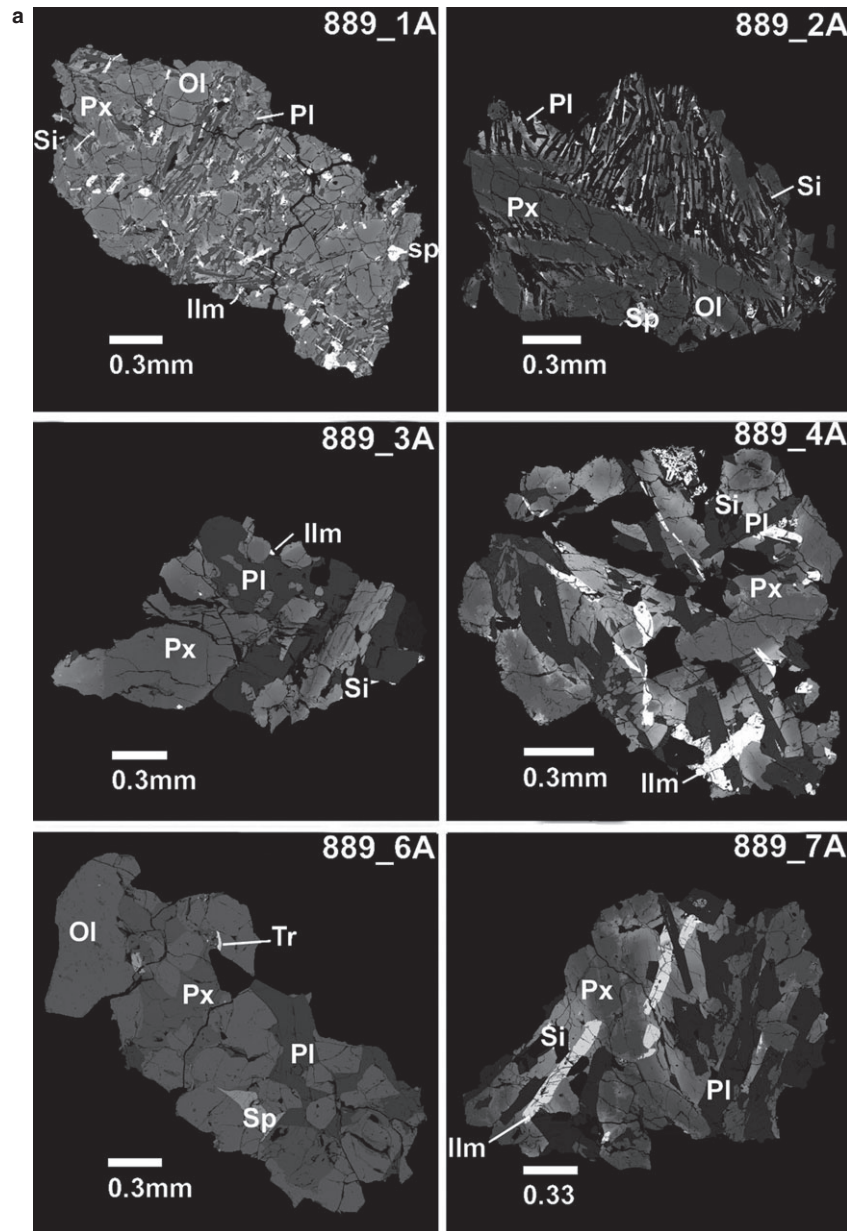 a
889_1A
Ol
Px
Pl
Si
sp
Ilm
0.3mm
889_2A
Pl
Si
Px
Sp
Ol
0.3mm
889_3A
Ilm
Pl
Px
Si
0.3mm
889_4A
Si
Pl
Px
Ilm
0.3mm
889_6A
Ol
Tr
Px
Pl
Sp
0.3mm
889_7A
Px
Si
Pl
Ilm
0.33